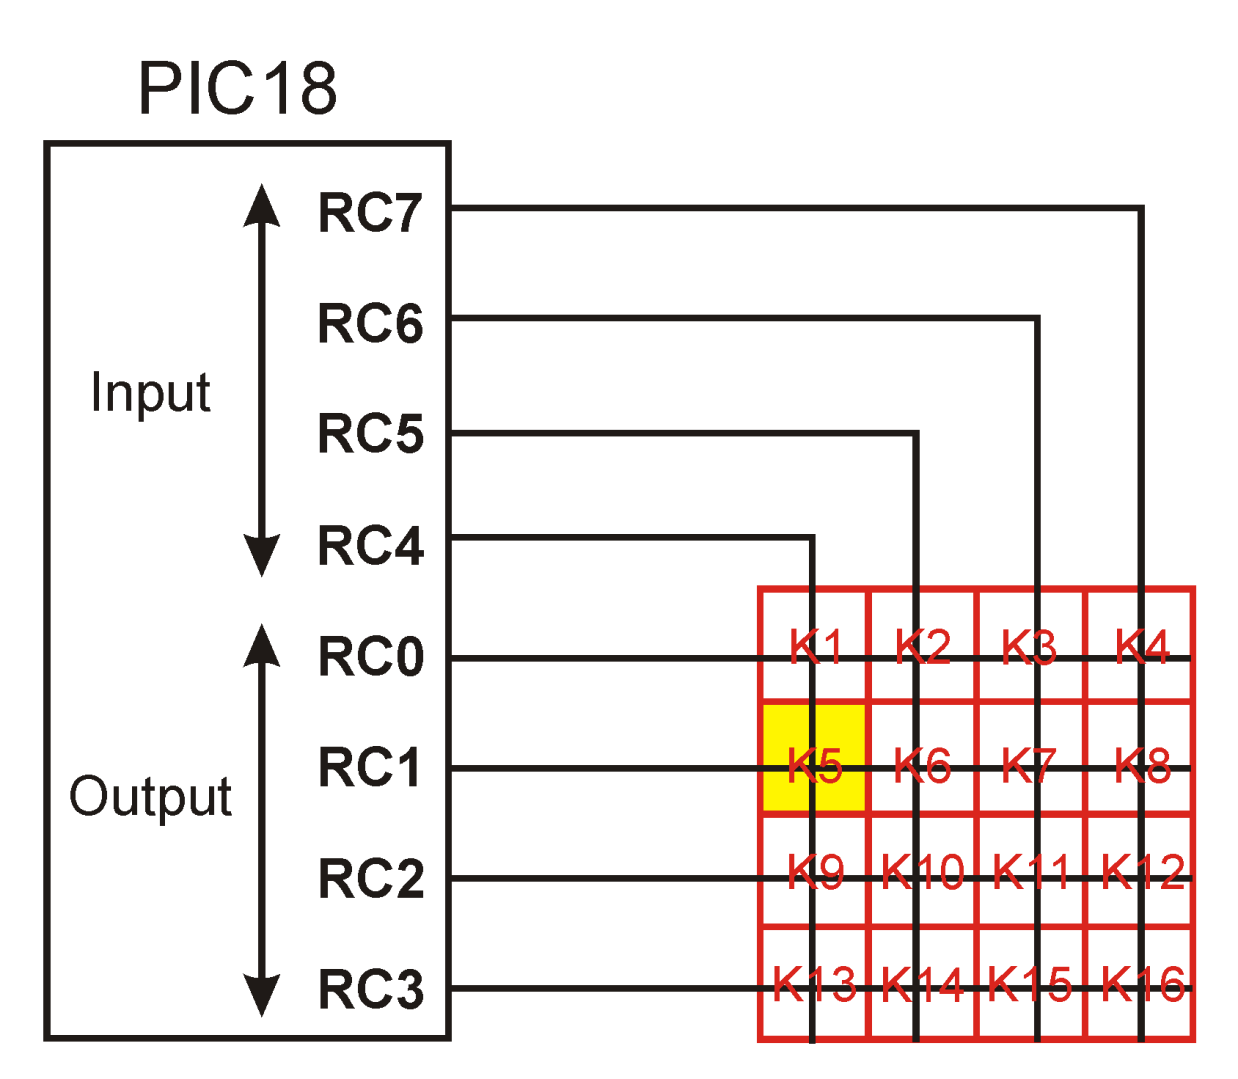 PIC18
RC7
RC6
Input
RC5
RC4
RC0
RC1
Output
RC2
RC3
K1 K2 K3 K4
K5 K6 K7 K8
K9 K10 K11 K12
K13 K14 K15 K16